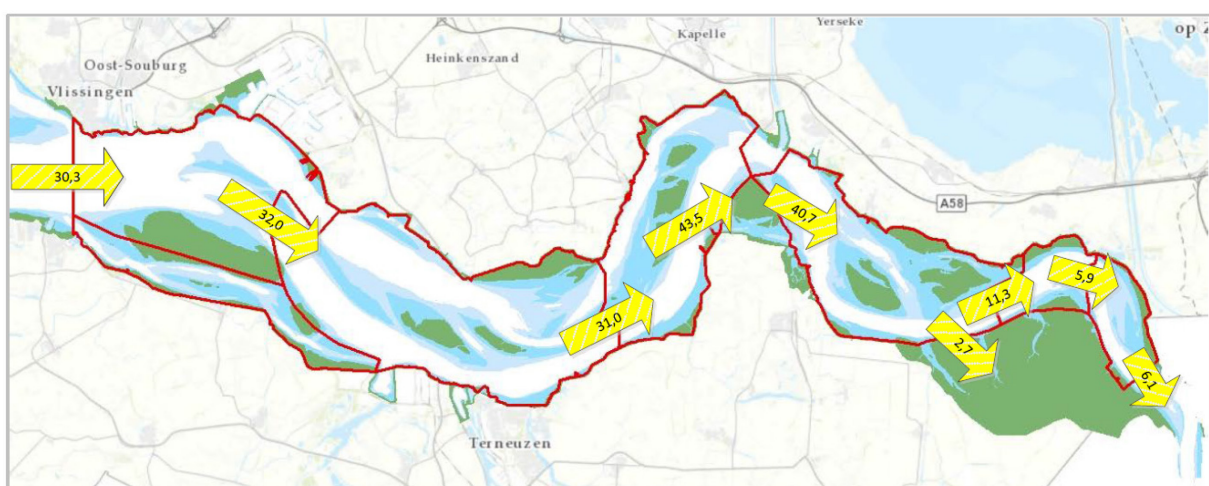 Yerseke
op Z
Kapelle
Oost-Souburg
Heinkenszand
Vlissingen
30,3
32,0
43,5
40,7
A58
5,9
11,3
31,0
2,7
6,1
Terneuzen